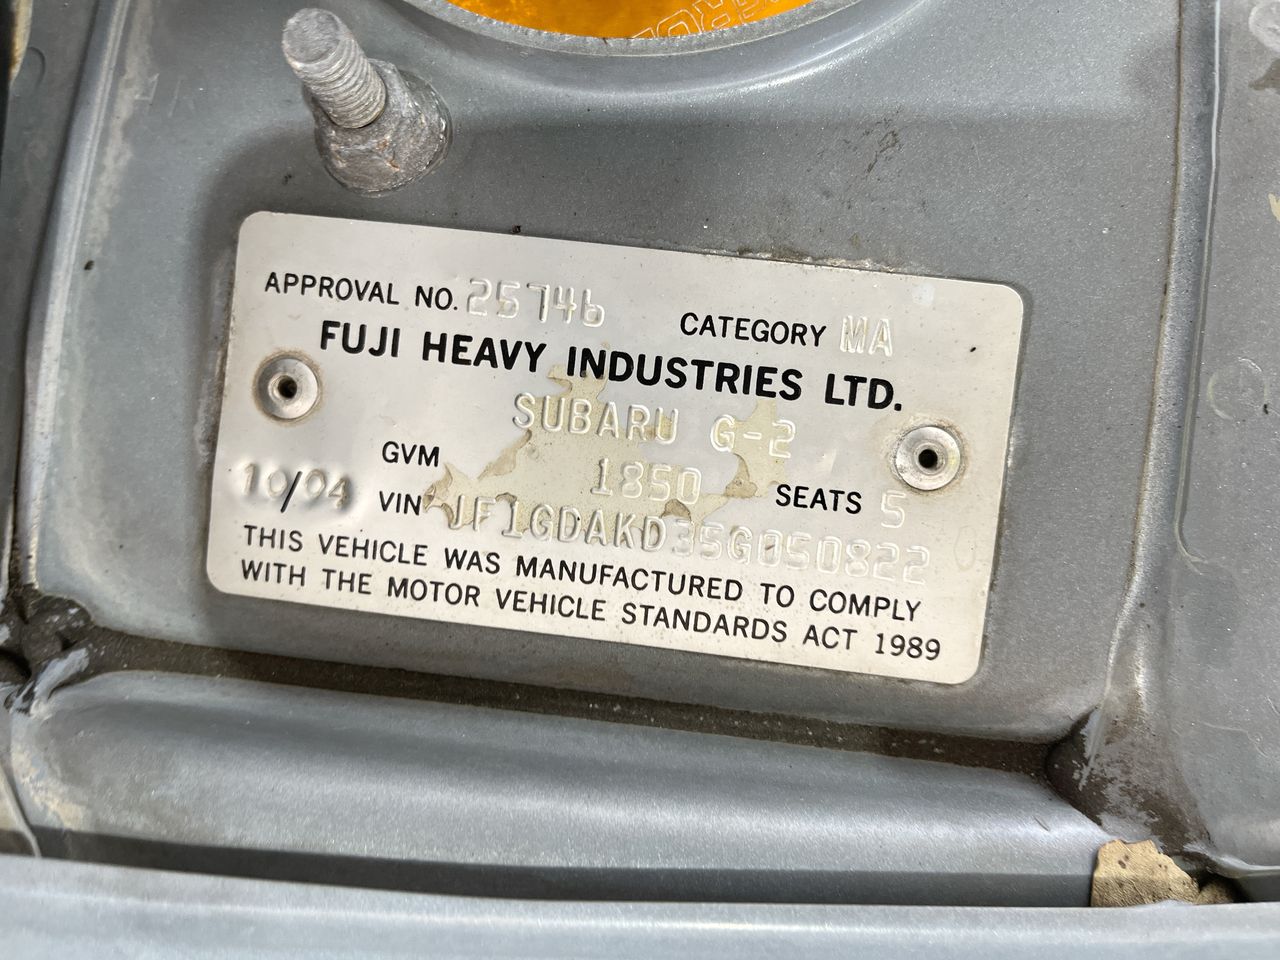 APPROVAL NO. 25746 CATEGORY MA
FUJI HEAVY INDUSTRIES LTD.
SUBARU G-2
GVM 1850 SEATS 5
10/04 VIN JF1GDAKD35G050822
THIS VEHICLE WAS MANUFACTURED TO COMPLY
WITH THE MOTOR VEHICLE STANDARDS ACT 1989